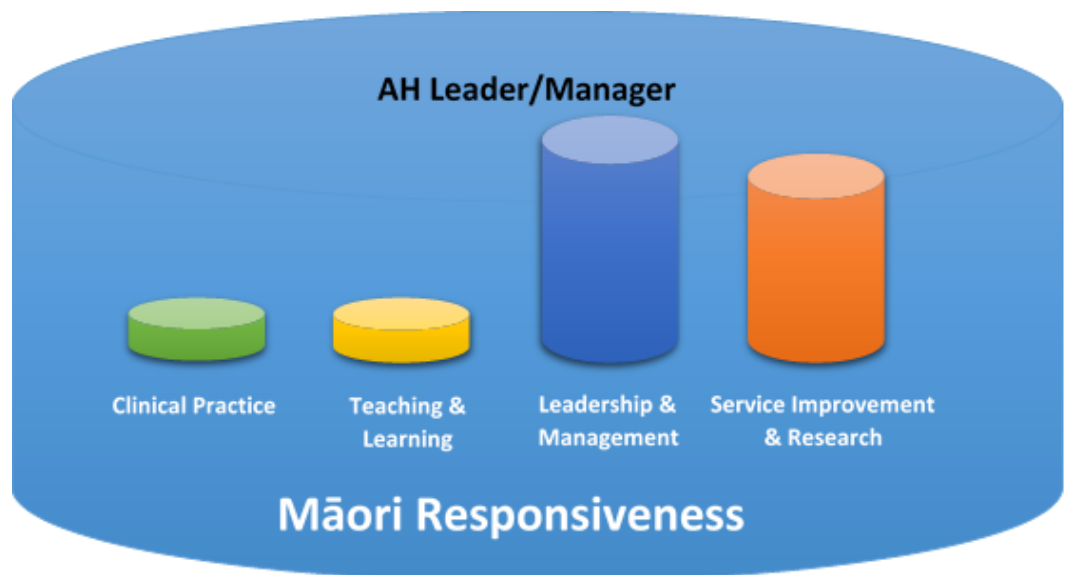 AH Leader/Manager
Clinical Practice
Teaching &
Learning
Leadership &
Management
Service Improvement
& Research
Māori Responsiveness